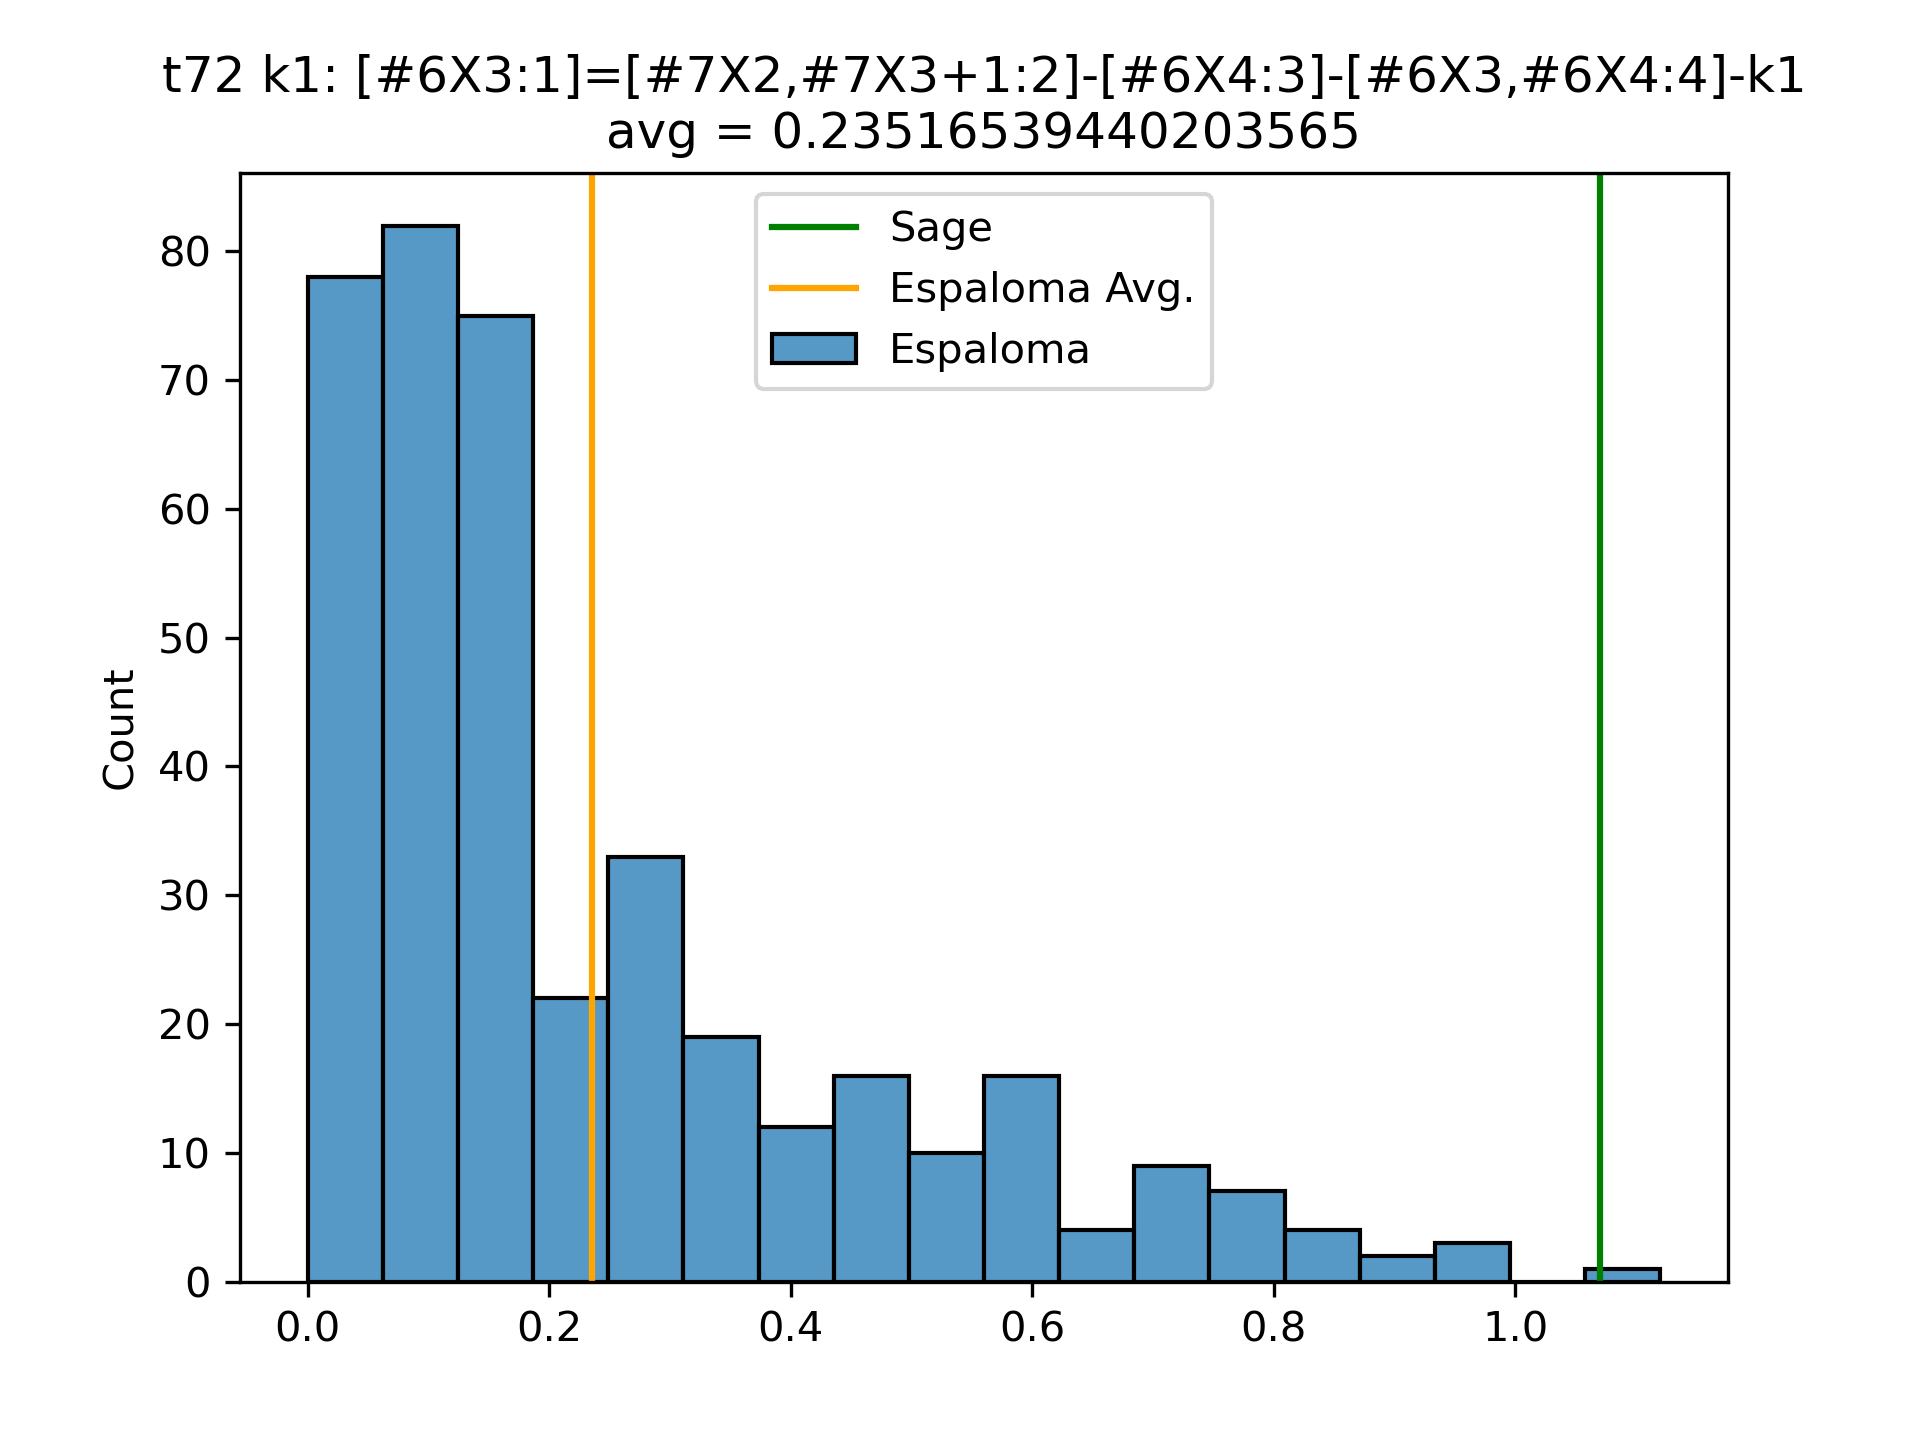 t72 k1: [#6X3:1]=[#7X2,#7X3+1:2]-[#6X4:3]-[#6X3,#6X4:4]-k1
avg = 0.23516539440203565
Sage
Espaloma Avg.
Espaloma
Count
80
70
60
50
40
30
20
10
0
0.0 0.2 0.4 0.6 0.8 1.0